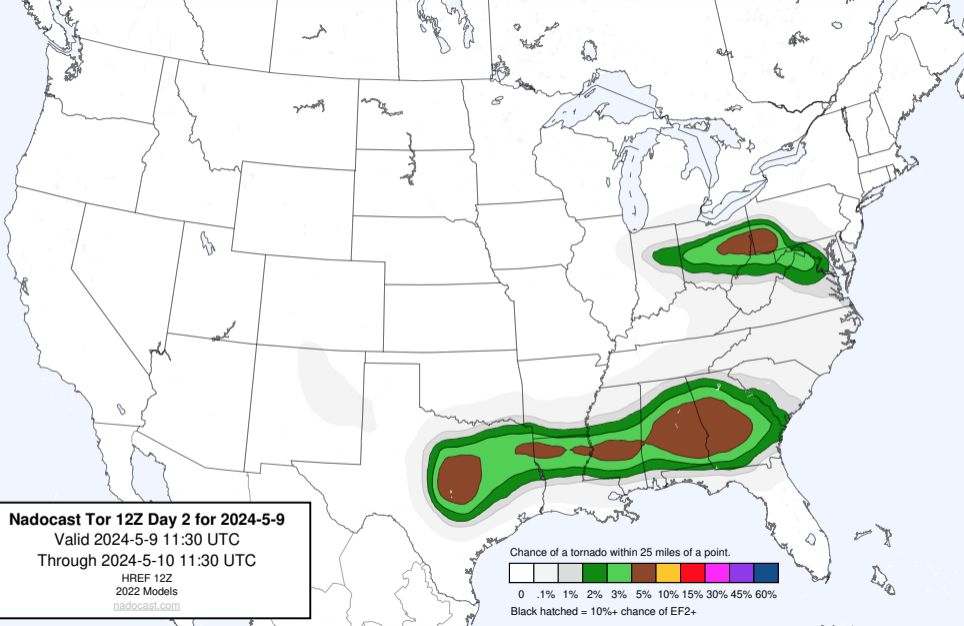 Nadocast Tor 12Z Day 2 for 2024-5-9
Valid 2024-5-9 11:30 UTC
Through 2024-5-10 11:30 UTC
HREF 12Z
2022 Models
nadocast.com
Chance of a tornado within 25 miles of a point.
0 .1% 1% 2% 3% 5% 10% 15% 30% 45% 60%
Black hatched = 10%+ chance of EF2+